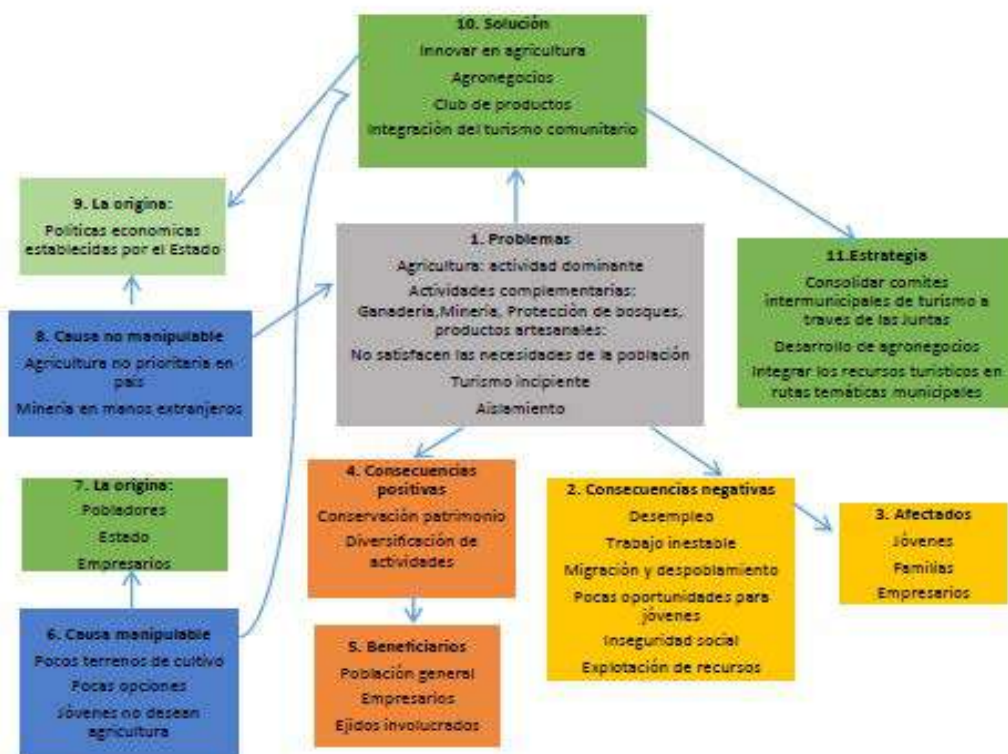 10. Solución
Innovar en agricultura
Agronegocios
Club de productos
Integración del turismo comunitario
9. La origina:
Políticas economicas
establecidas por el Estado
1. Problemas
Agricultura: actividad dominante
Actividades complementarias:
Ganadería,Minería, Protección de bosques,
productos artesanales:
No satisfacen las necesidades de la población
Turismo incipiente
Aislamiento
11.Estrategia
Consolidar comites
intermunicipales de turismo a
traves de las Juntas
Desarrollo de agronegocios
Integrar los recursos turísticos en
rutas temáticas municipales
8. Causa no manipulable
Agricultura no prioritaria en
país
Minería en manos extranjeros
7. La origina:
Pobladores
Estado
Empresarios
4. Consecuencias
positivas
Conservación patrimonio
Diversificación de
actividades
2. Consecuencias negativas
Desempleo
Trabajo inestable
Migración y despoblamiento
Pocas oportunidades para
jóvenes
Inseguridad social
Explotación de recursos
3. Afectados
Jóvenes
Familias
Empresarios
6. Causa manipulable
Pocos terrenos de cultivo
Pocas opciones
Jóvenes no desean
agricultura
5. Beneficiarios
Población general
Empresarios
Ejidos involucrados